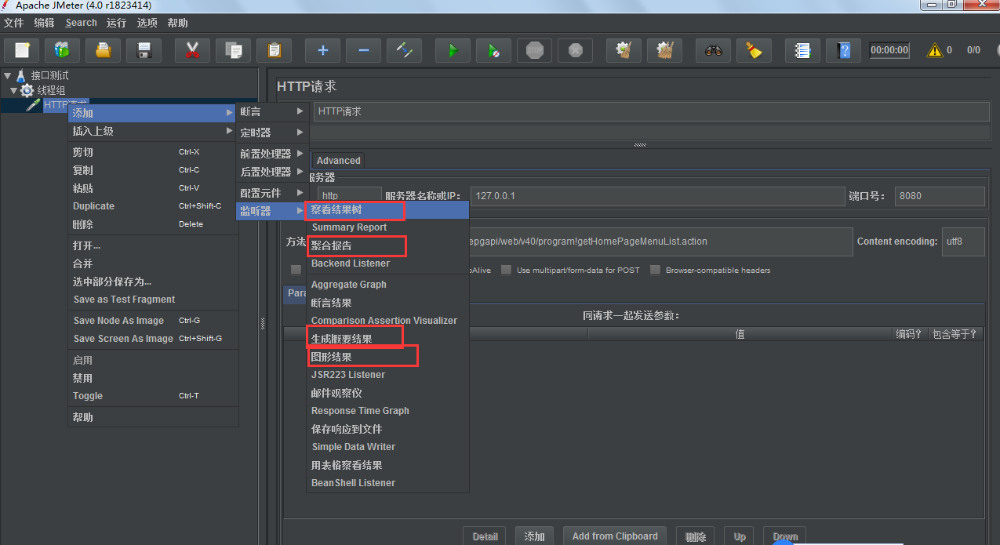 Apache JMeter (4.0 r1823414)
文件 编辑 Search 运行 选项 帮助
STOP 00:00:00 0 0/0
接口测试
线程组
HTTP请求
添加
插入上级
剪切 Ctrl-X
复制 Ctrl-C
粘贴 Ctrl-V
Duplicate Ctrl+Shift-C
删除 Delete
打开...
合并
选中部分保存为...
Save as Test Fragment
Save Node As Image Ctrl-G
Save Screen As Image Ctrl+Shift-G
启用
禁用
Toggle Ctrl-T
帮助
断言
定时器
前置处理器
后置处理器
配置元件
监听器
察看结果树
Summary Report
聚合报告
Backend Listener
Aggregate Graph
断言结果
Comparison Assertion Visualizer
生成概要结果
图形结果
JSR223 Listener
邮件观察仪
Response Time Graph
保存响应到文件
Simple Data Writer
用表格察看结果
BeanShell Listener
HTTP请求
HTTP请求
Advanced
服务器
http 服务器名称或IP: 127.0.0.1 端口号: 8080
方法 epgapi/web/v40/program!getHomePageMenuList.action Content encoding: utf8
Alive Use multipart/form-data for POST Browser-compatible headers
Para
同请求一起发送参数:
值 编码? 包含等于?
Detail 添加 Add from Clipboard 删除 Up Down